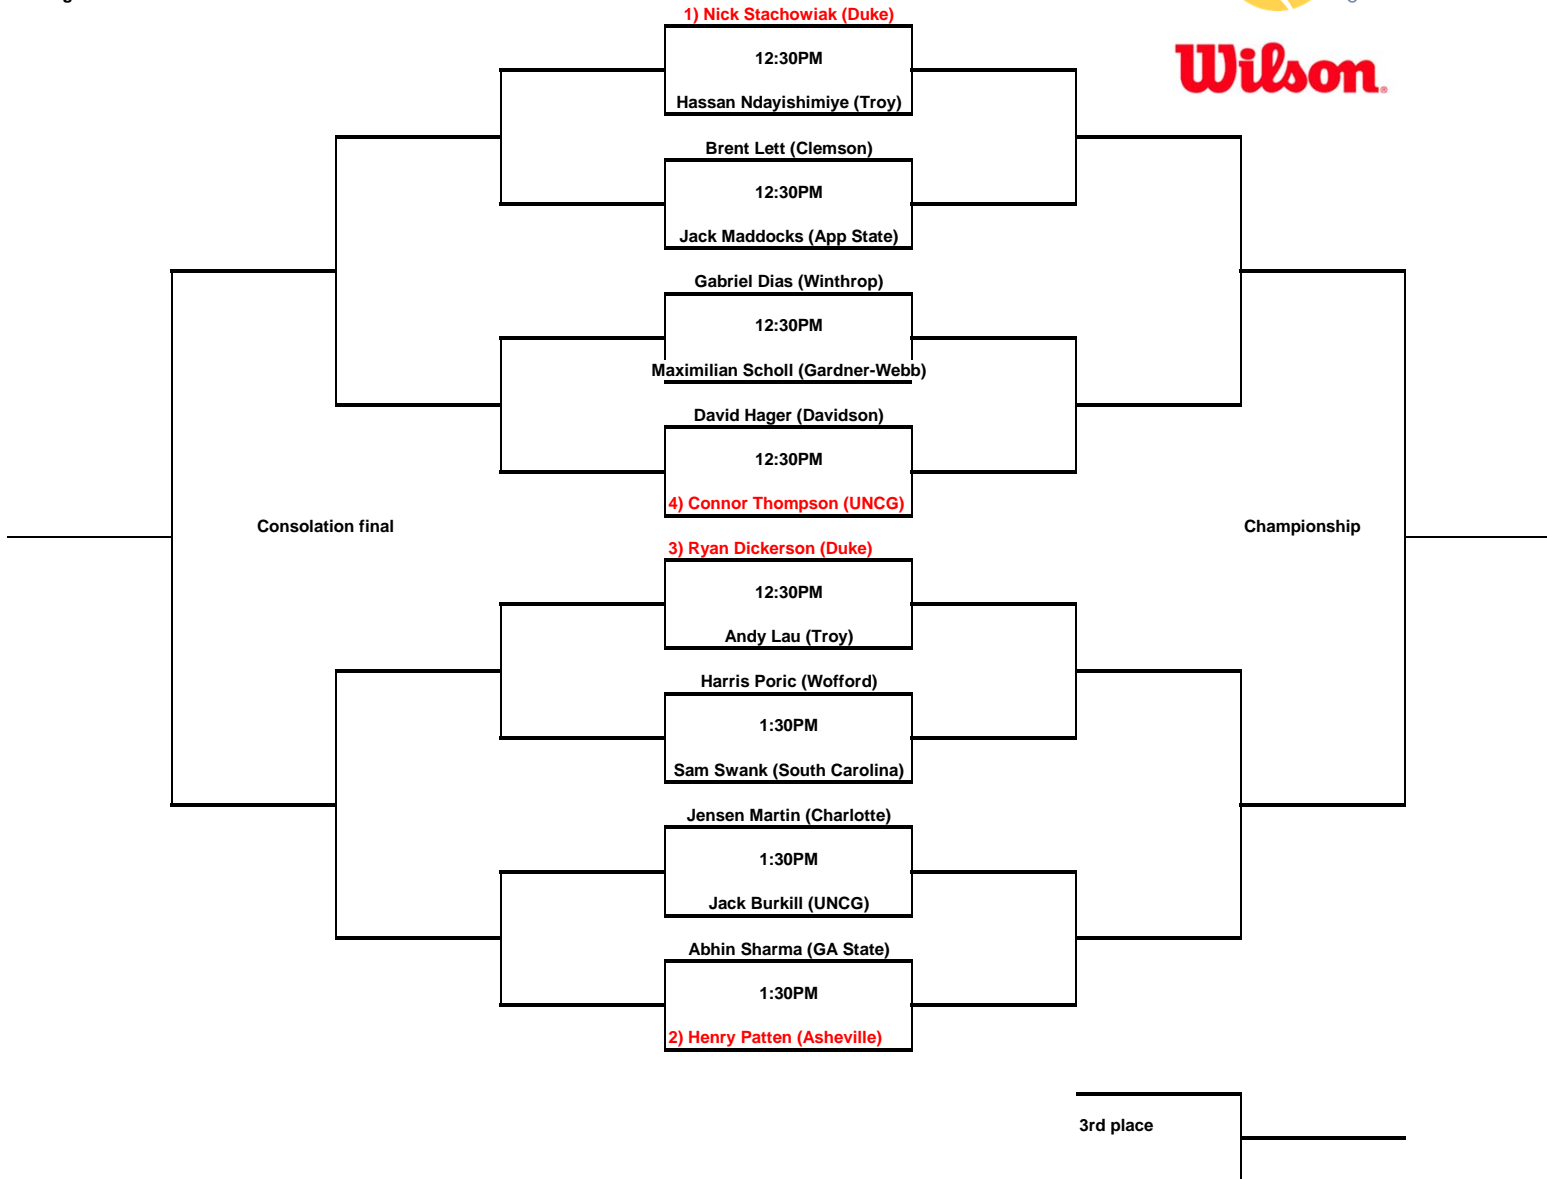 1) Nick Stachowiak (Duke)
12:30PM
Wilson.
Hassan Ndayishimiye (Troy)
Brent Lett (Clemson)
12:30PM
Jack Maddocks (App State)
Gabriel Dias (Winthrop)
12:30PM
Maximilian Scholl (Gardner-Webb)
David Hager (Davidson)
12:30PM
4) Connor Thompson (UNCG)
Consolation final
Championship
3) Ryan Dickerson (Duke)
12:30PM
Andy Lau (Troy)
Harris Poric (Wofford)
1:30PM
Sam Swank (South Carolina)
Jensen Martin (Charlotte)
1:30PM
Jack Burkill (UNCG)
Abhin Sharma (GA State)
1:30PM
2) Henry Patten (Asheville)
3rd place